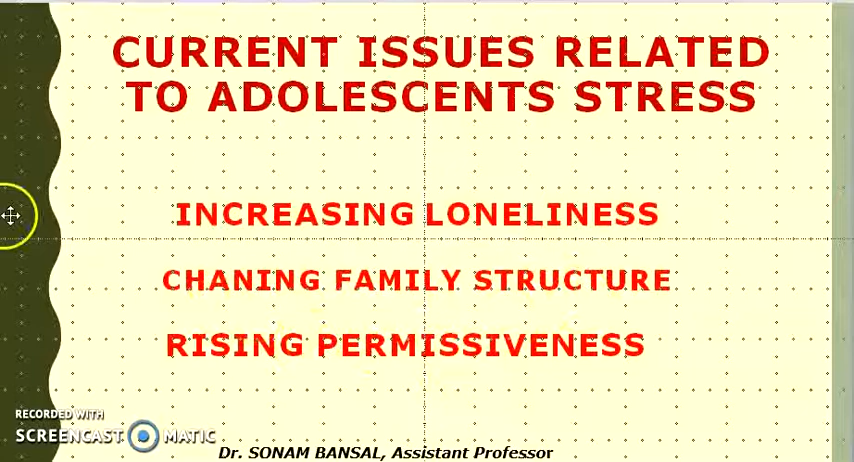 CURRENT ISSUES RELATED
TO ADOLESCENTS STRESS
INCREASING LONELINESS
CHANING FAMILY STRUCTURE
RISING PERMISSIVENESS
RECORDED WITH
SCREENCAST MATIC
Dr. SONAM BANSAL, Assistant Professor